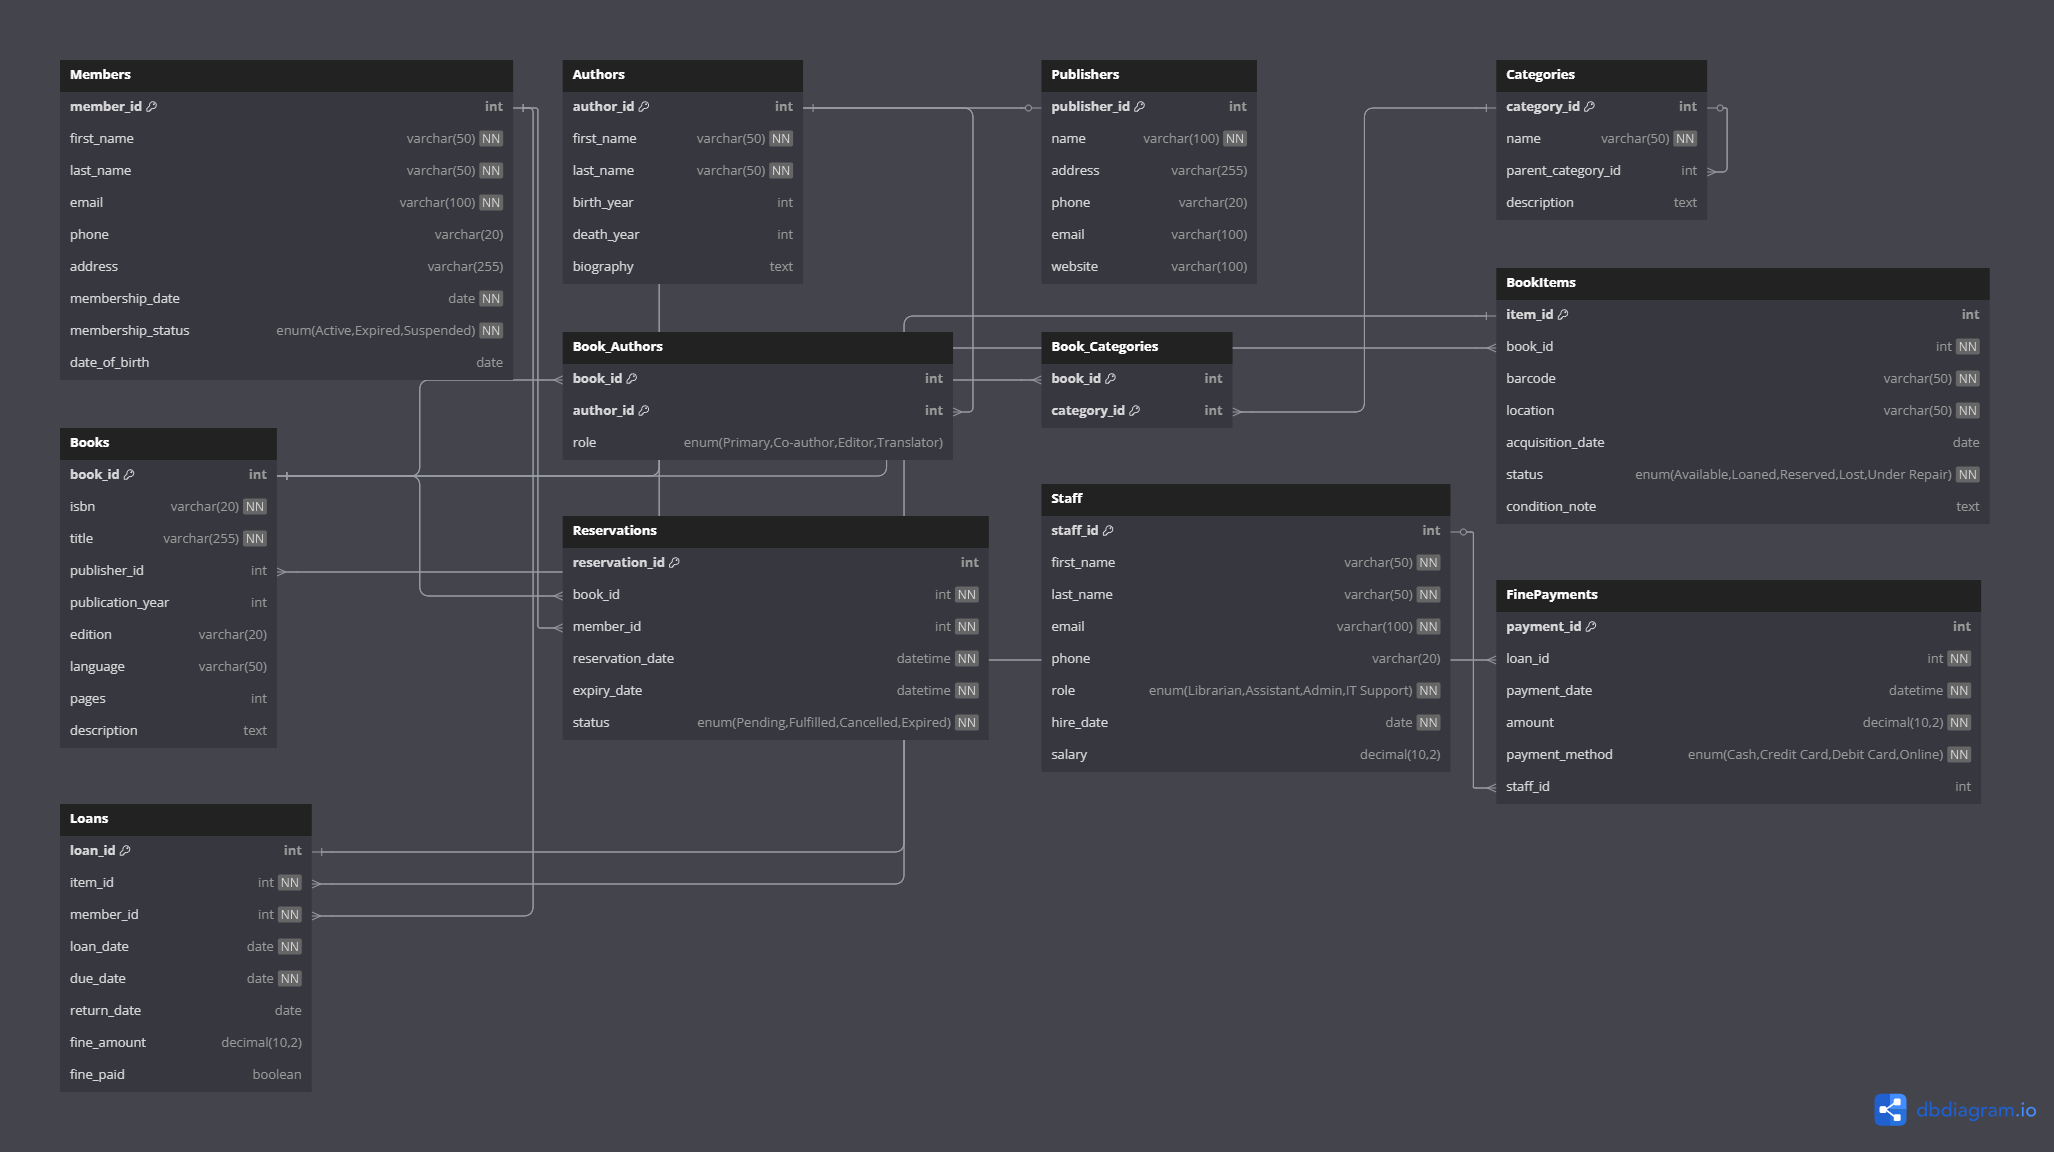 Members
member_id int
first_name varchar(50) NN
last_name varchar(50) NN
email varchar(100) NN
phone varchar(20)
address varchar(255)
membership_date date NN
membership_status enum(Active,Expired,Suspended) NN
date_of_birth date
Authors
author_id int
first_name varchar(50) NN
last_name varchar(50) NN
birth_year int
death_year int
biography text
Publishers
publisher_id int
name varchar(100) NN
address varchar(255)
phone varchar(20)
email varchar(100)
website varchar(100)
Categories
category_id int
name varchar(50) NN
parent_category_id int
description text
BookItems
item_id int
book_id int NN
barcode varchar(50) NN
location varchar(50) NN
acquisition_date date
status enum(Available,Loaned,Reserved,Lost,Under Repair) NN
condition_note text
Book_Authors
book_id int
author_id int
role enum(Primary,Co-author,Editor,Translator)
Book_Categories
book_id int
category_id int
Books
book_id int
isbn varchar(20) NN
title varchar(255) NN
publisher_id int
publication_year int
edition varchar(20)
language varchar(50)
pages int
description text
Reservations
reservation_id int
book_id int NN
member_id int NN
reservation_date datetime NN
expiry_date datetime NN
status enum(Pending,Fulfilled,Cancelled,Expired) NN
Staff
staff_id int
first_name varchar(50) NN
last_name varchar(50) NN
email varchar(100) NN
phone varchar(20)
role enum(Librarian,Assistant,Admin,IT Support) NN
hire_date date NN
salary decimal(10,2)
FinePayments
payment_id int
loan_id int NN
payment_date datetime NN
amount decimal(10,2) NN
payment_method enum(Cash,Credit Card,Debit Card,Online) NN
staff_id int
Loans
loan_id int
item_id int NN
member_id int NN
loan_date date NN
due_date date NN
return_date date
fine_amount decimal(10,2)
fine_paid boolean
dbdiagram.io